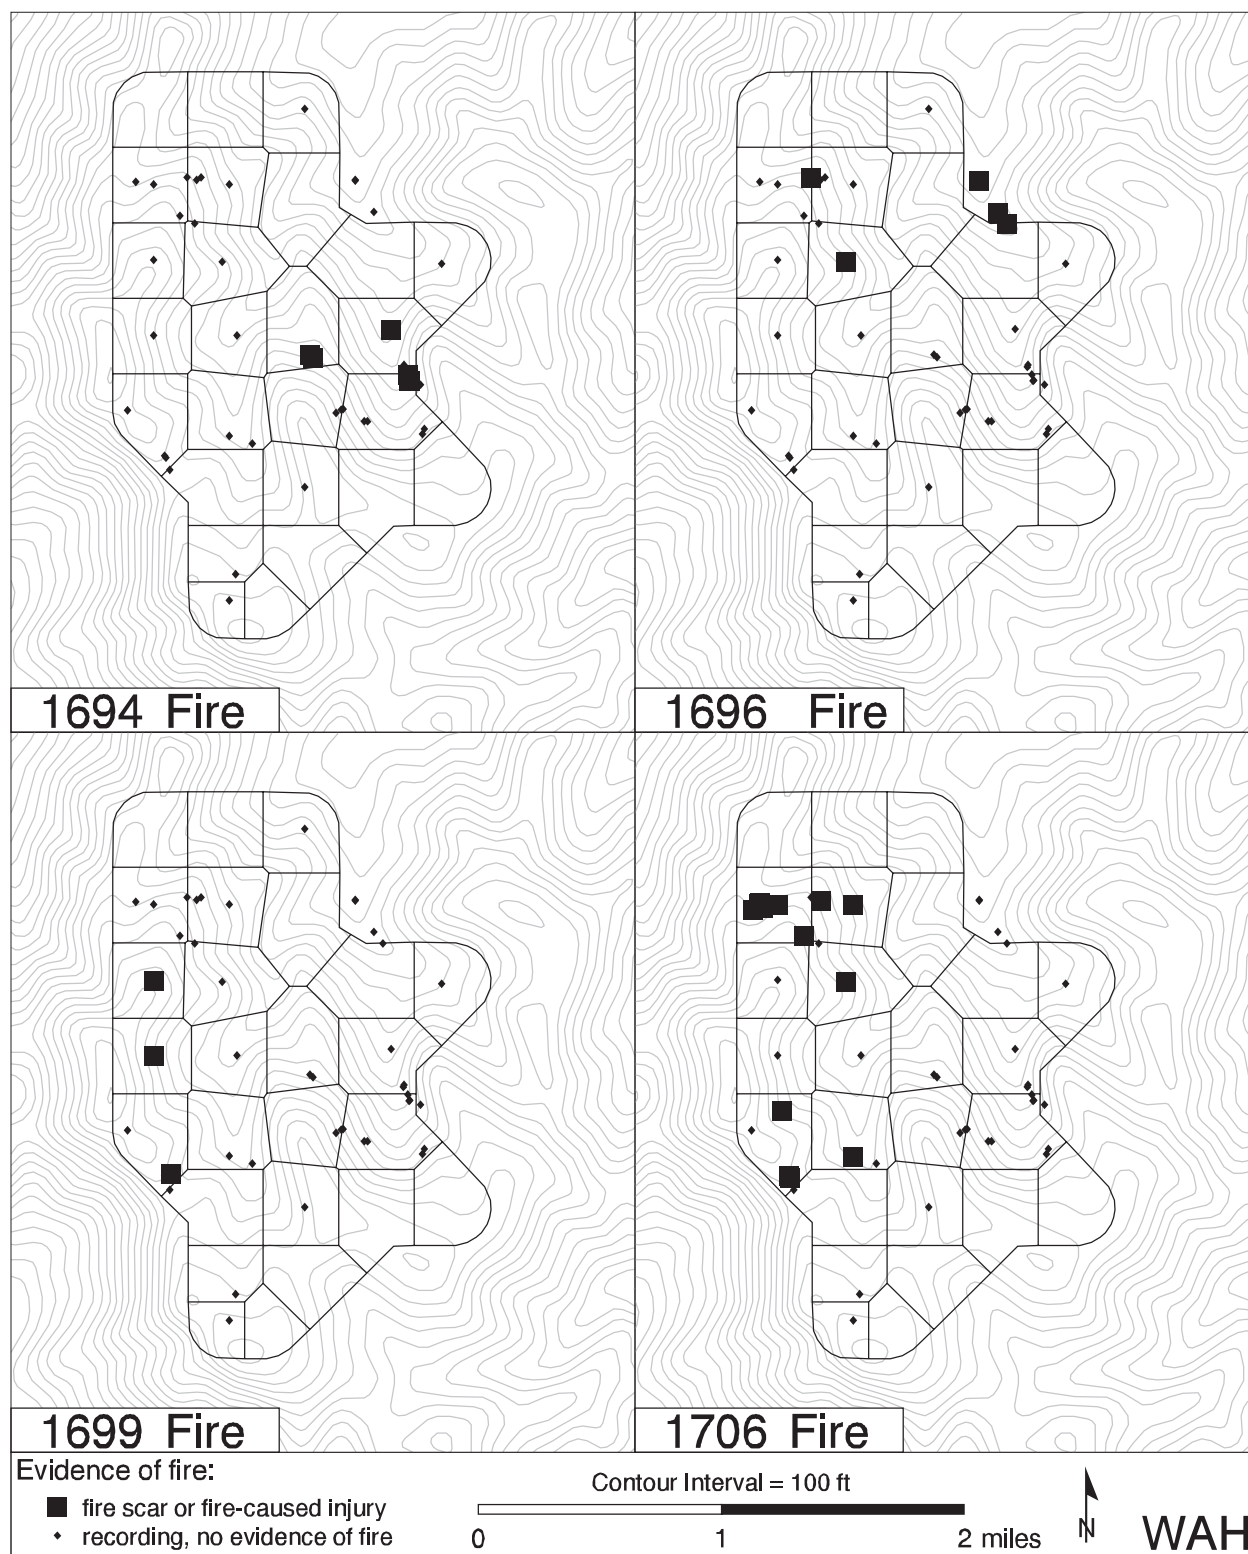 1694 Fire
1696 Fire
1699 Fire
1706 Fire
Evidence of fire:
fire scar or fire-caused injury
recording, no evidence of fire
Contour Interval = 100 ft
0 1 2 miles
N
WAH